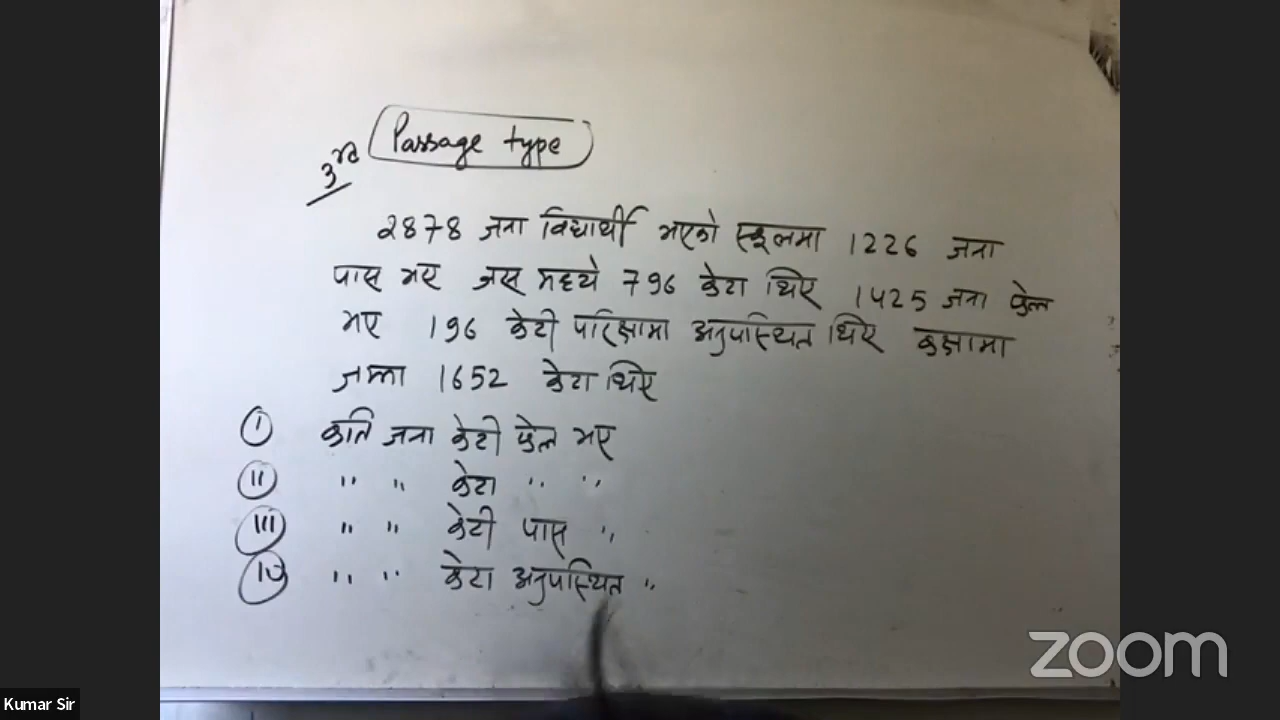 3rd Passage type
2878 जना विद्यार्थी भएको स्कूलमा 1226 जना
पास भए जस मध्ये 796 केटा थिए 1425 जना फेल
भए 196 केटी परिक्षामा अनुपस्थित थिए कक्षामा
जम्मा 1652 केटा थिए
(I) कति जना केटी फेल भए
(II) " " केटा " "
(III) " " केटी पास "
(IV) " " केटा अनुपस्थित "
zoom
Kumar Sir